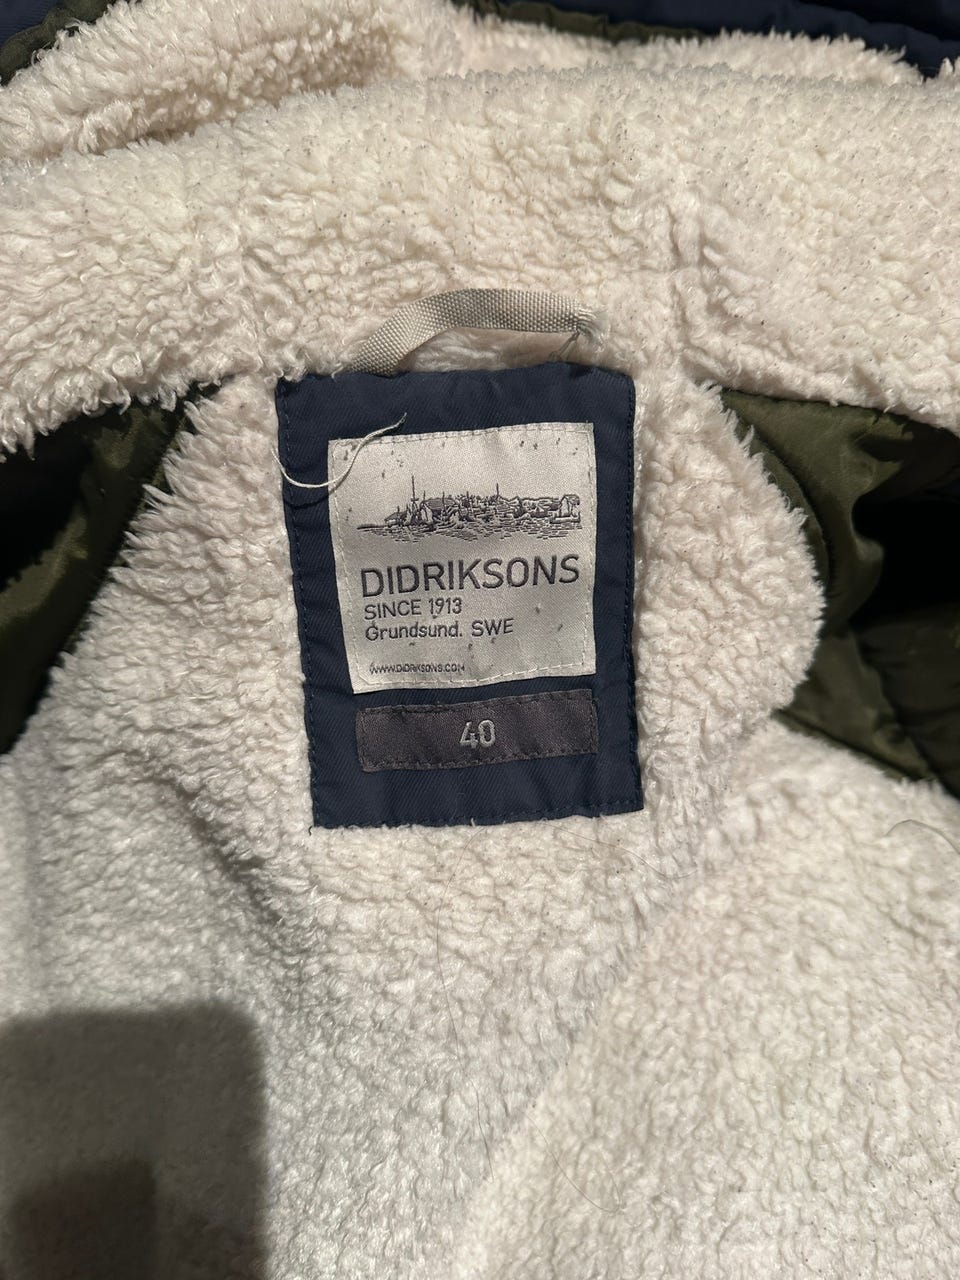 DIDRIKSONS
SINCE 1913
Grundsund. SWE
WWW.DIDRIKSONS.COM
40